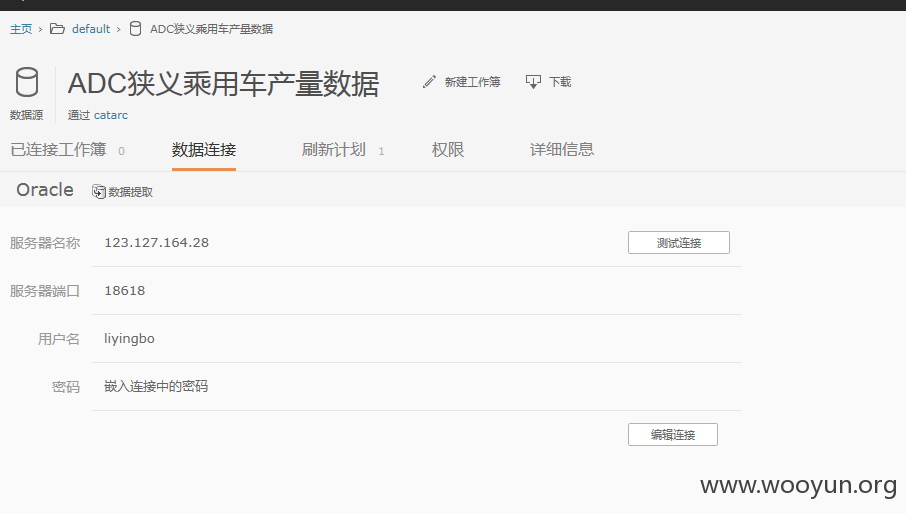 主页 › default › ADC狭义乘用车产量数据
ADC狭义乘用车产量数据 新建工作簿 下载
数据源 通过 catarc
已连接工作簿 0 数据连接 刷新计划 1 权限 详细信息
Oracle 数据提取
服务器名称 123.127.164.28 测试连接
服务器端口 18618
用户名 liyingbo
密码 嵌入连接中的密码
编辑连接
www.wooyun.org